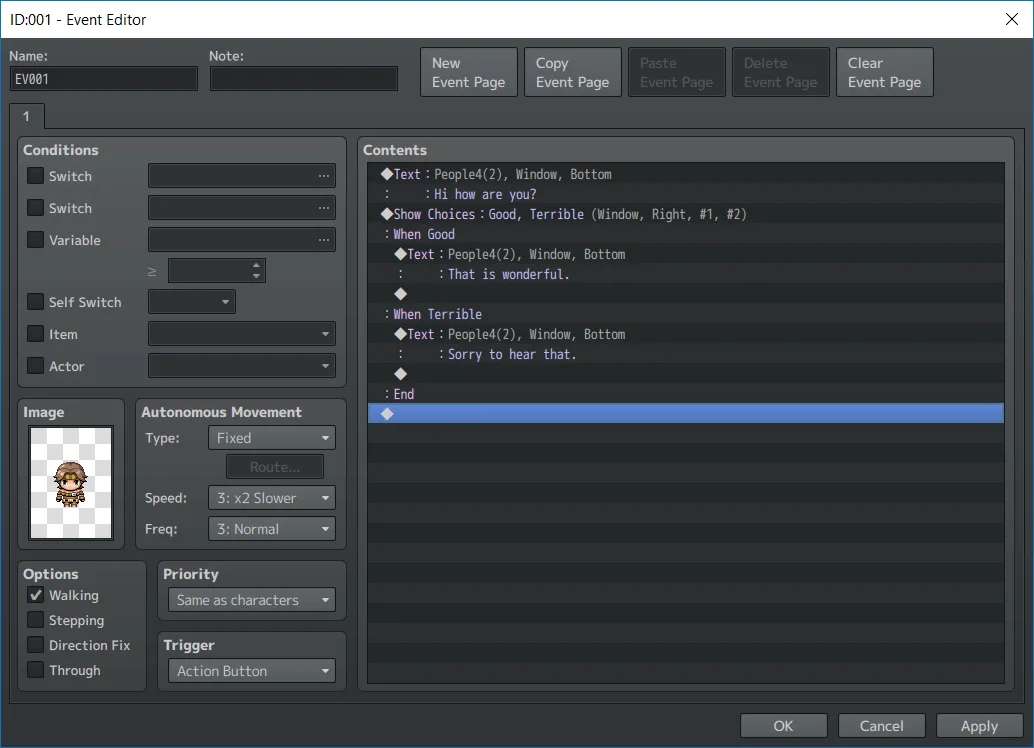 ID:001 - Event Editor
Name:
Note:
EV001
New Event Page
Copy Event Page
Paste Event Page
Delete Event Page
Clear Event Page
1
Conditions
Switch
Switch
Variable
≥
Self Switch
Item
Actor
Image
Autonomous Movement
Type: Fixed
Route...
Speed: 3: x2 Slower
Freq: 3: Normal
Options
Walking
Stepping
Direction Fix
Through
Priority
Same as characters
Trigger
Action Button
Contents
◆Text：People4(2), Window, Bottom
：　：Hi how are you?
◆Show Choices：Good, Terrible (Window, Right, #1, #2)
：When Good
◆Text：People4(2), Window, Bottom
：　：That is wonderful.
◆
：When Terrible
◆Text：People4(2), Window, Bottom
：　：Sorry to hear that.
◆
：End
◆
OK
Cancel
Apply